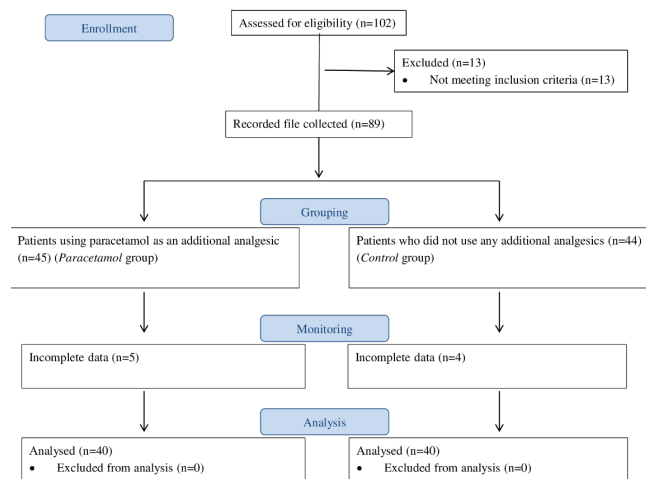 Enrollment
Assessed for eligibility (n=102)
Excluded (n=13)
• Not meeting inclusion criteria (n=13)
Recorded file collected (n=89)
Grouping
Patients using paracetamol as an additional analgesic
(n=45) (Paracetamol group)
Patients who did not use any additional analgesics (n=44)
(Control group)
Monitoring
Incomplete data (n=5)
Incomplete data (n=4)
Analysis
Analysed (n=40)
• Excluded from analysis (n=0)
Analysed (n=40)
• Excluded from analysis (n=0)